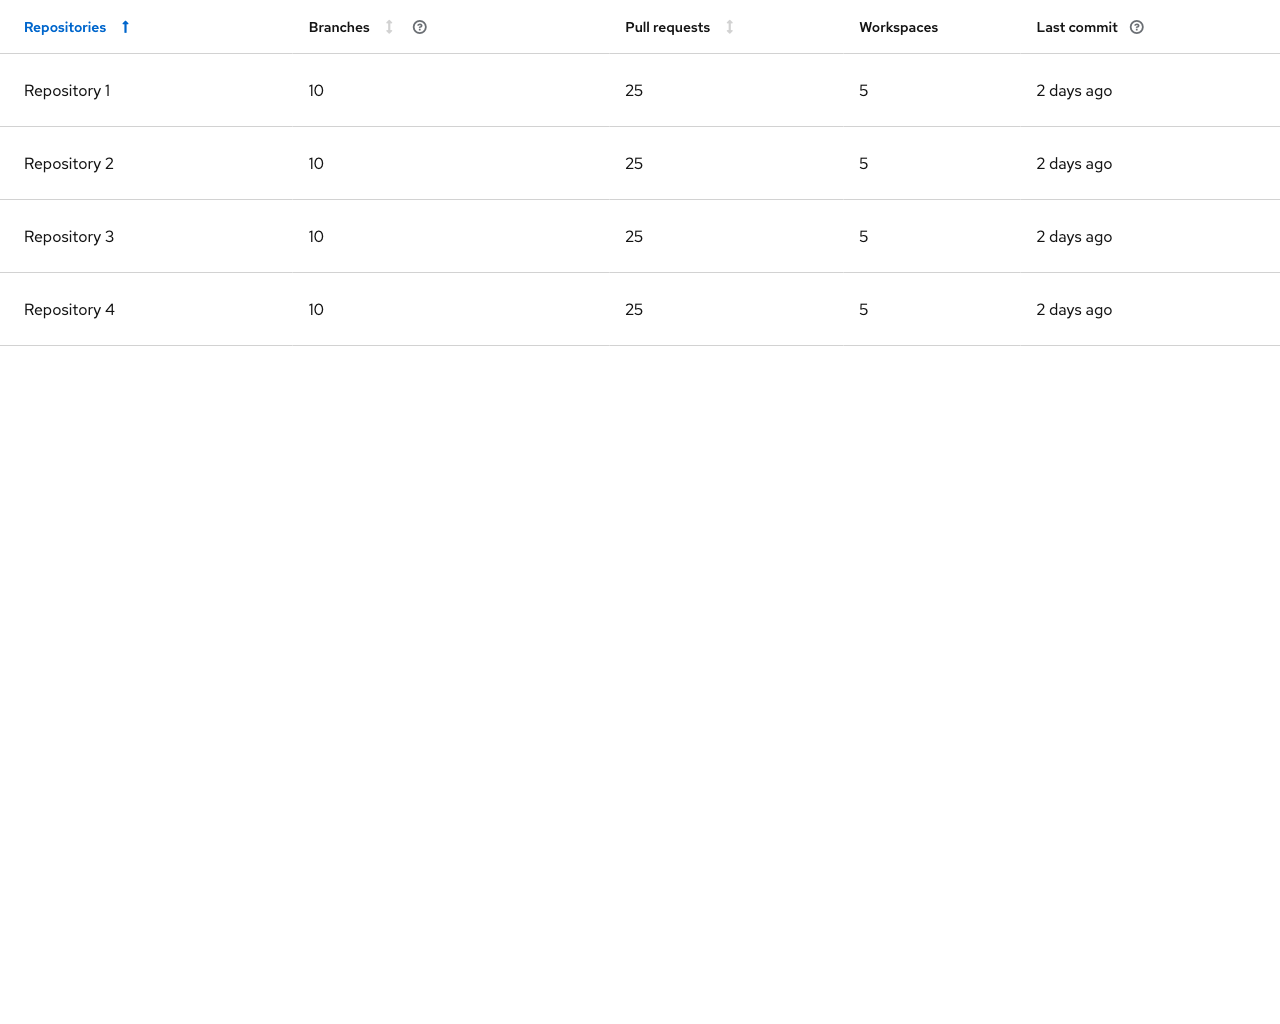 Repositories Branches Pull requests Workspaces Last commit
Repository 1 10 25 5 2 days ago
Repository 2 10 25 5 2 days ago
Repository 3 10 25 5 2 days ago
Repository 4 10 25 5 2 days ago